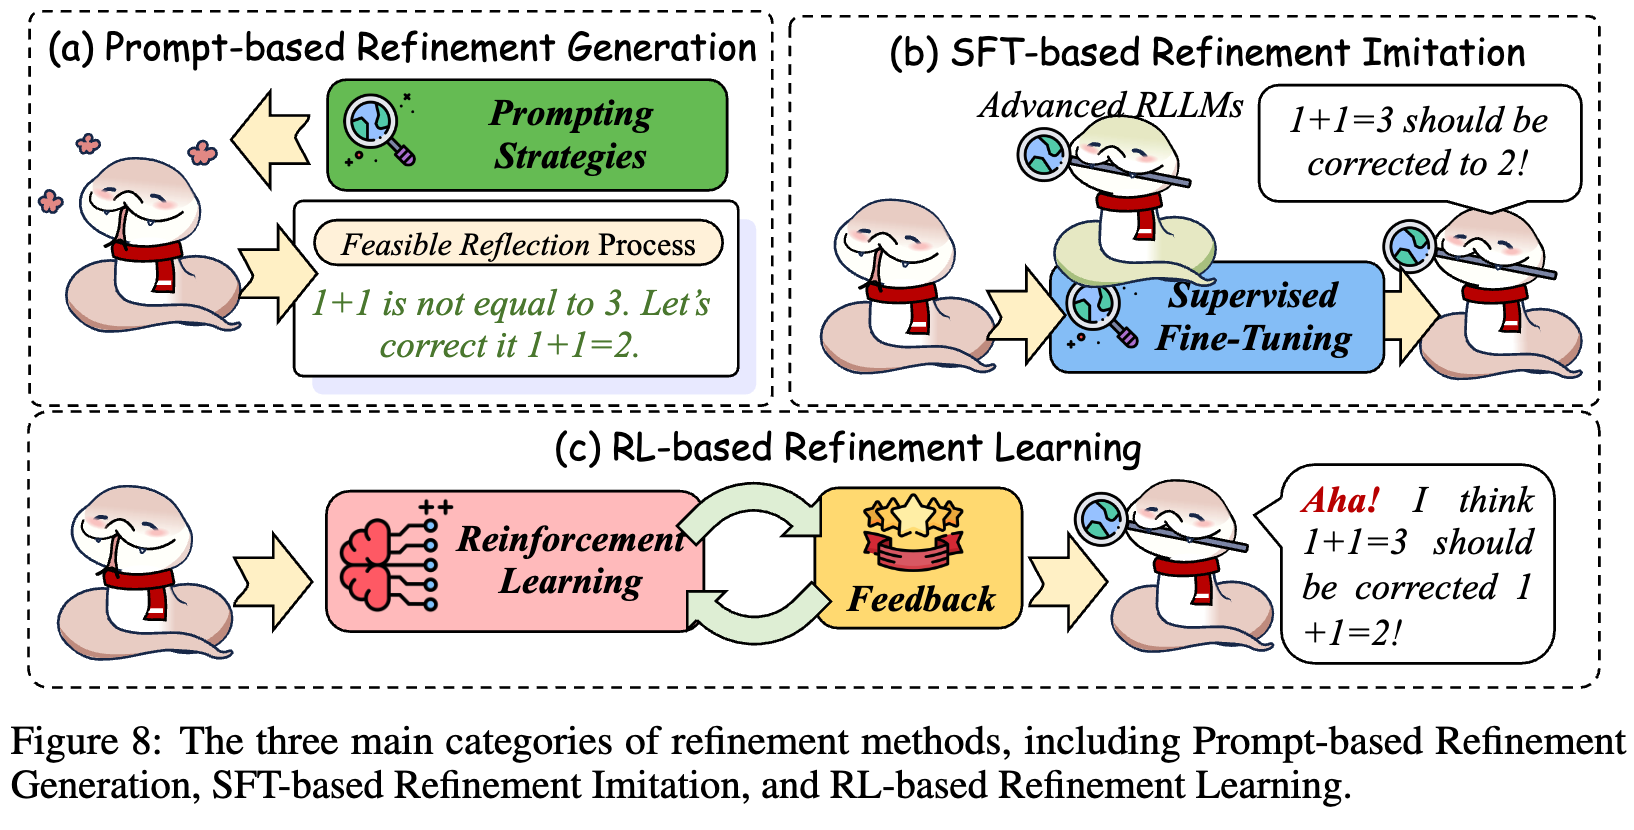 (a) Prompt-based Refinement Generation
Prompting
Strategies
Feasible Reflection Process
1+1 is not equal to 3. Let's
correct it 1+1=2.
(b) SFT-based Refinement Imitation
Advanced RLLMs
1+1=3 should be
corrected to 2!
Supervised
Fine-Tuning
(c) RL-based Refinement Learning
++
Reinforcement
Learning
Feedback
Aha! I think
1+1=3 should
be corrected 1
+1=2!
Figure 8: The three main categories of refinement methods, including Prompt-based Refinement
Generation, SFT-based Refinement Imitation, and RL-based Refinement Learning.